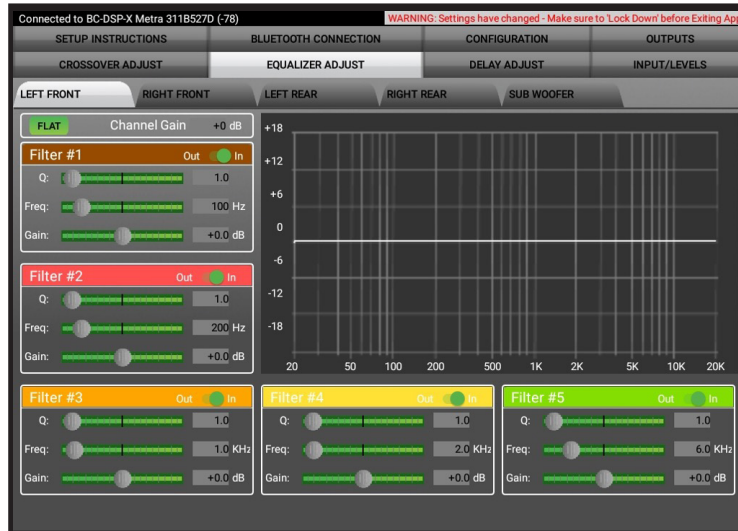 Connected to BC-DSP-X Metra 311B527D (-78) WARNING: Settings have changed - Make sure to 'Lock Down' before Exiting App
SETUP INSTRUCTIONS BLUETOOTH CONNECTION CONFIGURATION OUTPUTS
CROSSOVER ADJUST EQUALIZER ADJUST DELAY ADJUST INPUT/LEVELS
LEFT FRONT RIGHT FRONT LEFT REAR RIGHT REAR SUB WOOFER
FLAT Channel Gain +0 dB
Filter #1 Out In
Q: 1.0
Freq: 100 Hz
Gain: +0.0 dB
Filter #2 Out In
Q: 1.0
Freq: 200 Hz
Gain: +0.0 dB
+18
+12
+6
0
-6
-12
-18
20 50 100 200 500 1K 2K 5K 10K 20K
Filter #3 Out In
Q: 1.0
Freq: 1.0 KHz
Gain: +0.0 dB
Filter #4 Out In
Q: 1.0
Freq: 2.0 KHz
Gain: +0.0 dB
Filter #5 Out In
Q: 1.0
Freq: 6.0 KHz
Gain: +0.0 dB